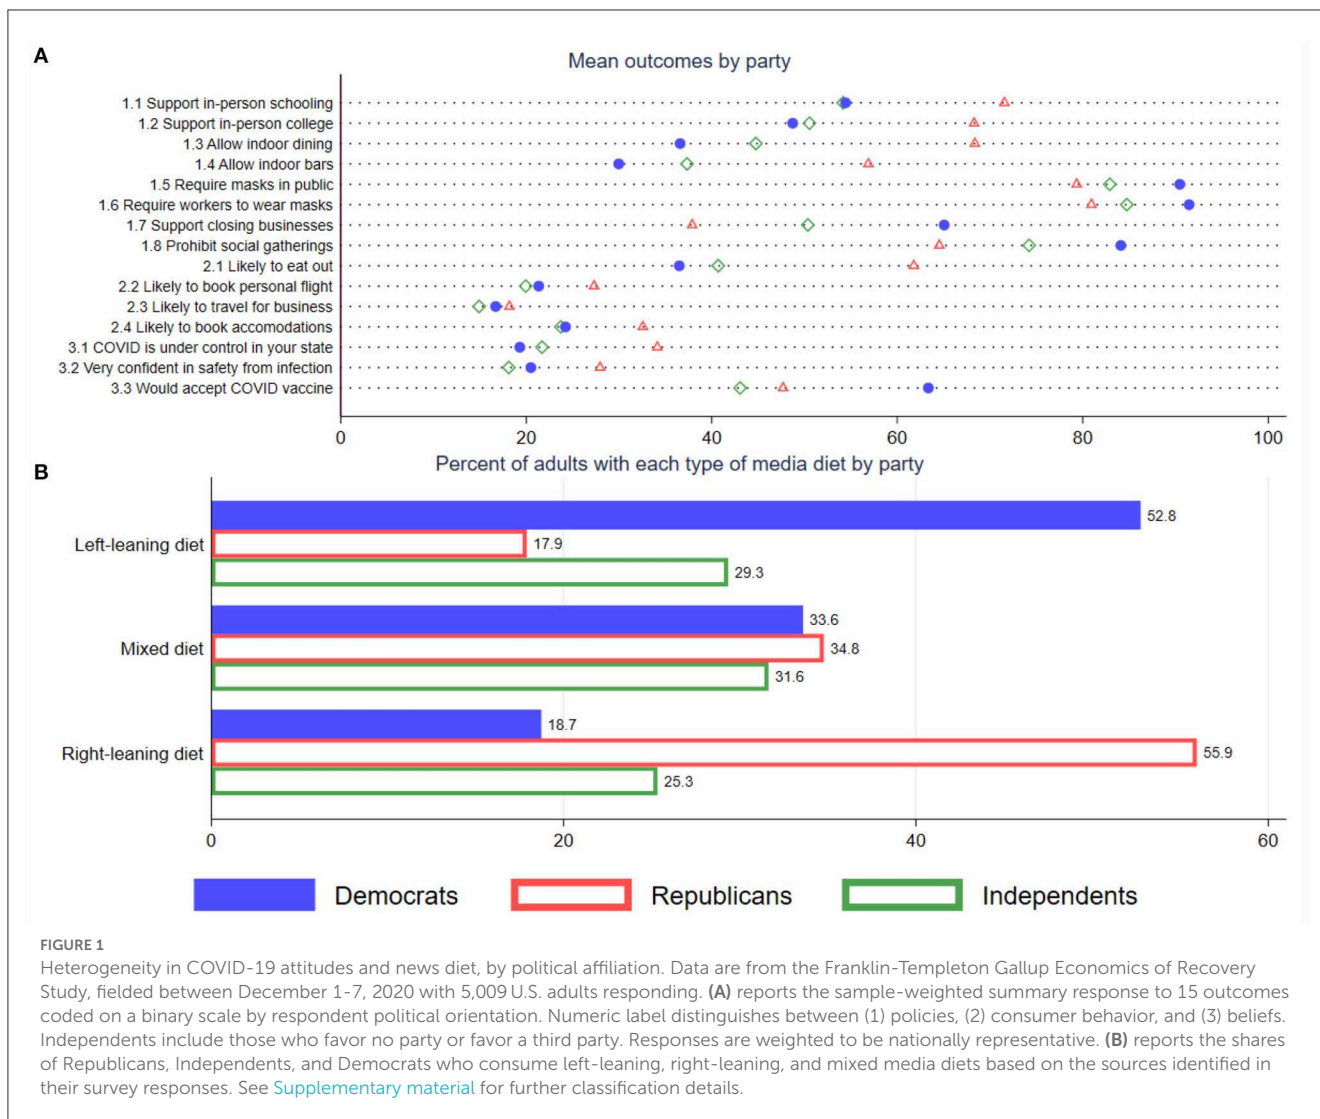 A
Mean outcomes by party
1.1 Support in-person schooling
1.2 Support in-person college
1.3 Allow indoor dining
1.4 Allow indoor bars
1.5 Require masks in public
1.6 Require workers to wear masks
1.7 Support closing businesses
1.8 Prohibit social gatherings
2.1 Likely to eat out
2.2 Likely to book personal flight
2.3 Likely to travel for business
2.4 Likely to book accomodations
3.1 COVID is under control in your state
3.2 Very confident in safety from infection
3.3 Would accept COVID vaccine
0 20 40 60 80 100
B
Percent of adults with each type of media diet by party
52.8
Left-leaning diet
17.9
29.3
33.6
Mixed diet
34.8
31.6
18.7
Right-leaning diet
55.9
25.3
0 20 40 60
Democrats Republicans Independents
FIGURE 1
Heterogeneity in COVID-19 attitudes and news diet, by political affiliation. Data are from the Franklin-Templeton Gallup Economics of Recovery
Study, fielded between December 1-7, 2020 with 5,009 U.S. adults responding. (A) reports the sample-weighted summary response to 15 outcomes
coded on a binary scale by respondent political orientation. Numeric label distinguishes between (1) policies, (2) consumer behavior, and (3) beliefs.
Independents include those who favor no party or favor a third party. Responses are weighted to be nationally representative. (B) reports the shares
of Republicans, Independents, and Democrats who consume left-leaning, right-leaning, and mixed media diets based on the sources identified in
their survey responses. See Supplementary material for further classification details.